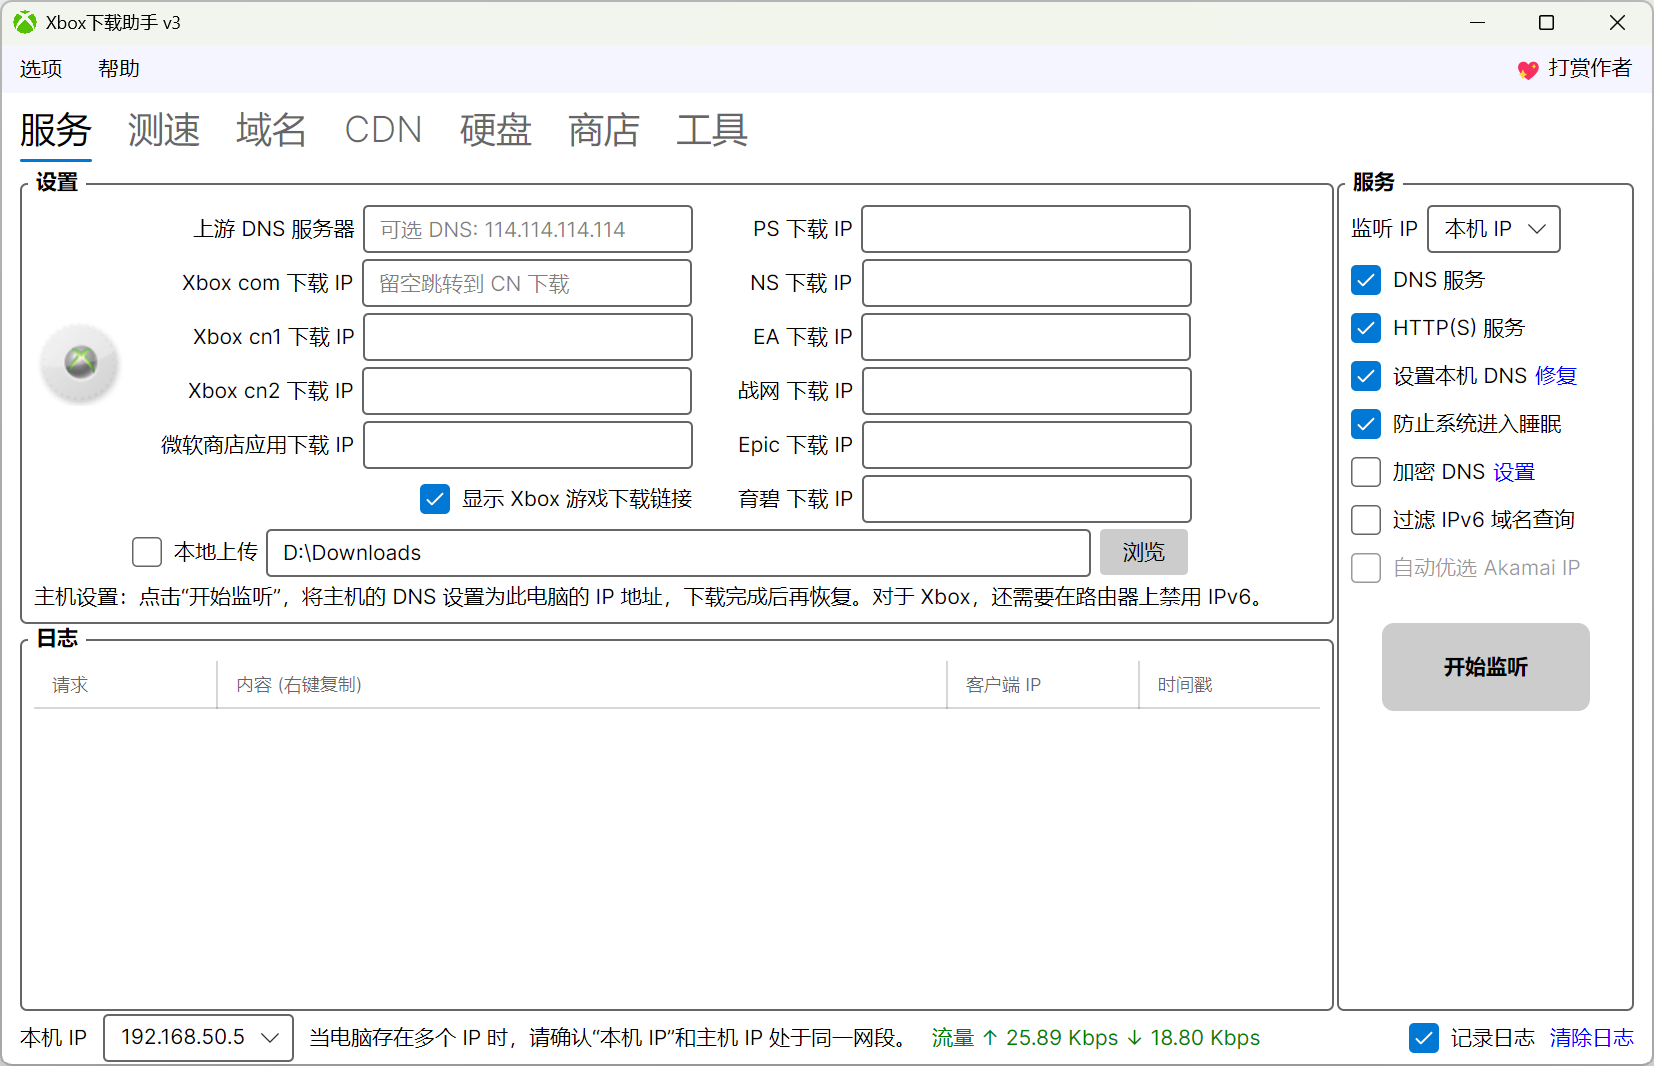 Xbox下载助手 v3
选项 帮助 打赏作者
服务 测速 域名 CDN 硬盘 商店 工具
设置
上游 DNS 服务器 可选 DNS: 114.114.114.114 PS 下载 IP
Xbox com 下载 IP 留空跳转到 CN 下载 NS 下载 IP
Xbox cn1 下载 IP EA 下载 IP
Xbox cn2 下载 IP 战网 下载 IP
微软商店应用下载 IP Epic 下载 IP
显示 Xbox 游戏下载链接 育碧 下载 IP
本地上传 D:\Downloads 浏览
主机设置：点击“开始监听”，将主机的 DNS 设置为此电脑的 IP 地址，下载完成后再恢复。对于 Xbox，还需要在路由器上禁用 IPv6。
服务
监听 IP 本机 IP
DNS 服务
HTTP(S) 服务
设置本机 DNS 修复
防止系统进入睡眠
加密 DNS 设置
过滤 IPv6 域名查询
自动优选 Akamai IP
开始监听
日志
请求 内容 (右键复制) 客户端 IP 时间戳
本机 IP 192.168.50.5 当电脑存在多个 IP 时，请确认“本机 IP”和主机 IP 处于同一网段。 流量 ↑ 25.89 Kbps ↓ 18.80 Kbps 记录日志 清除日志